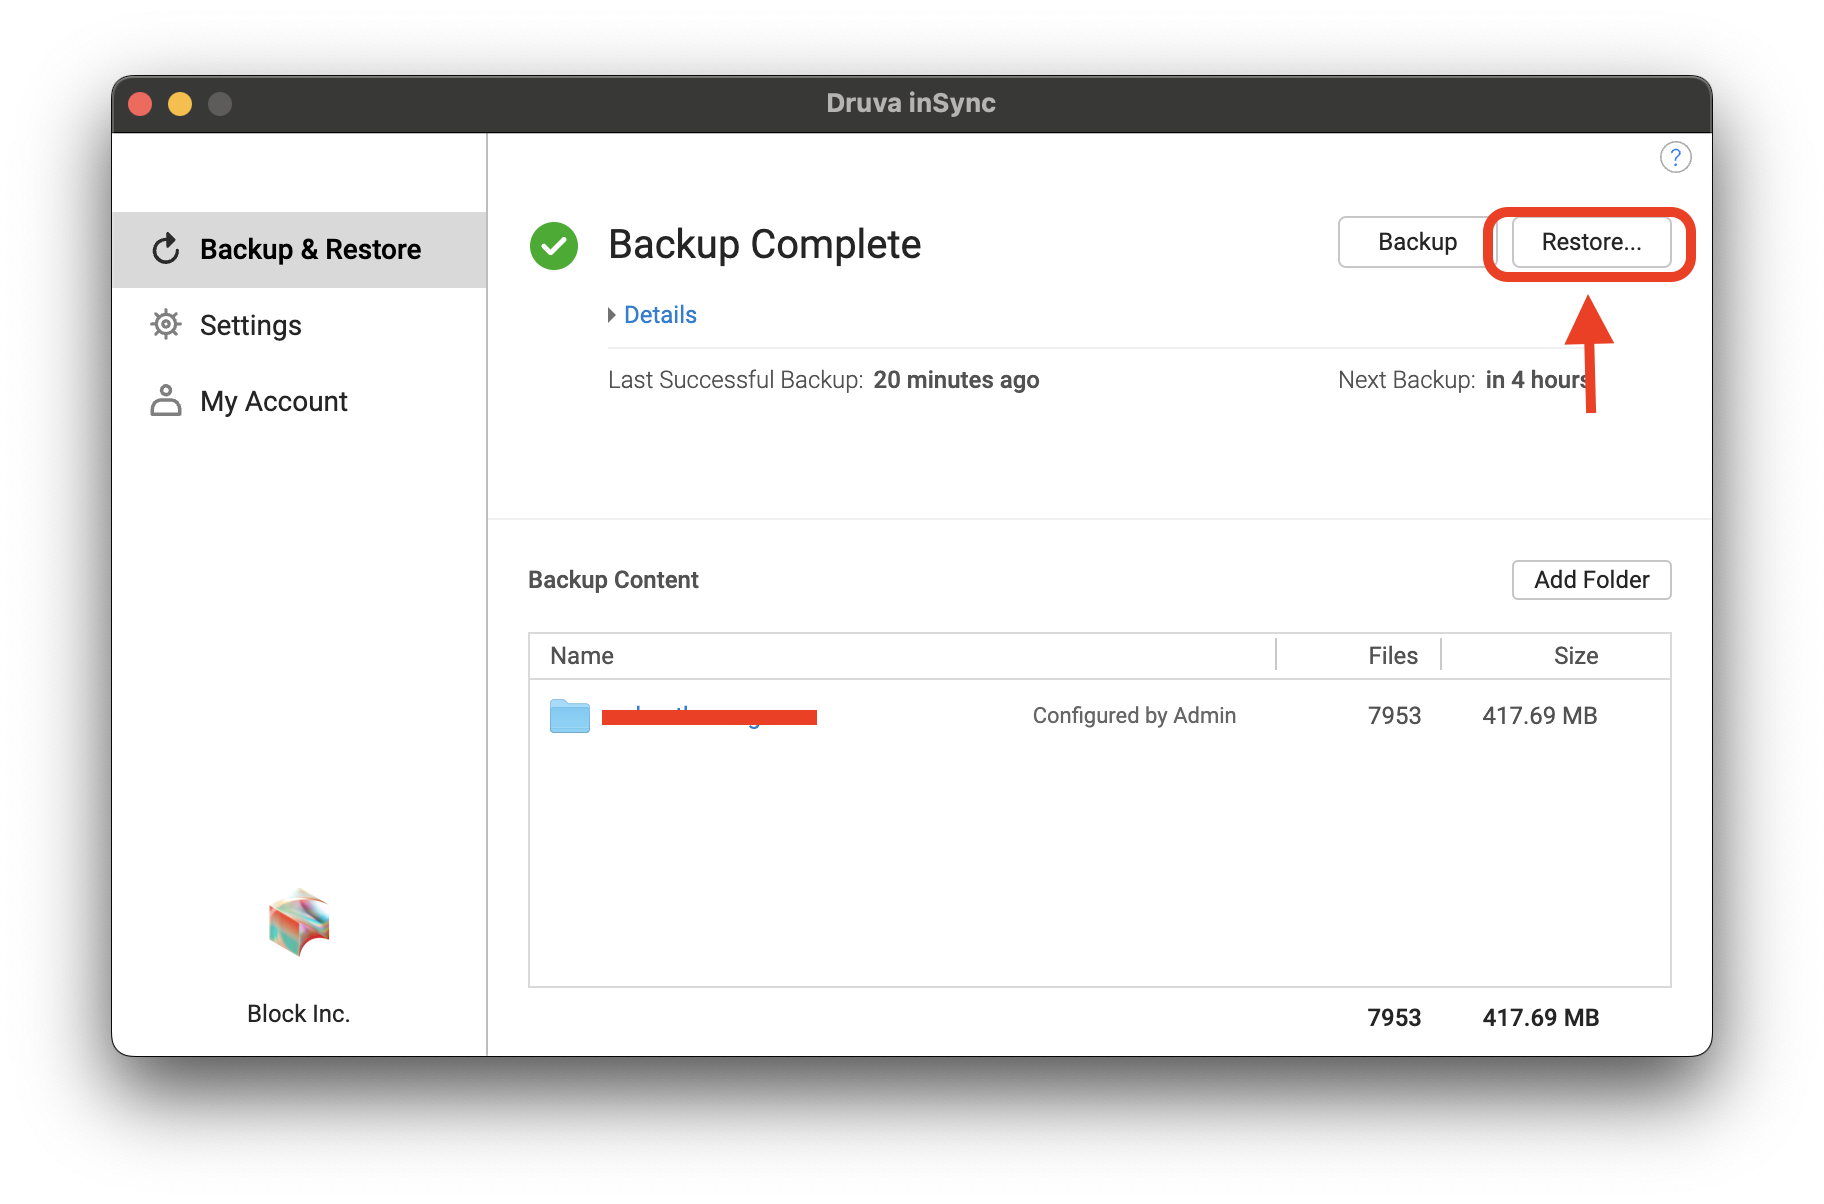 Druva inSync
?
Backup & Restore
Settings
My Account
Block Inc.
Backup Complete
Backup
Restore...
Details
Last Successful Backup: 20 minutes ago
Next Backup: in 4 hours
Backup Content
Add Folder
Name Files Size
Configured by Admin 7953 417.69 MB
7953 417.69 MB